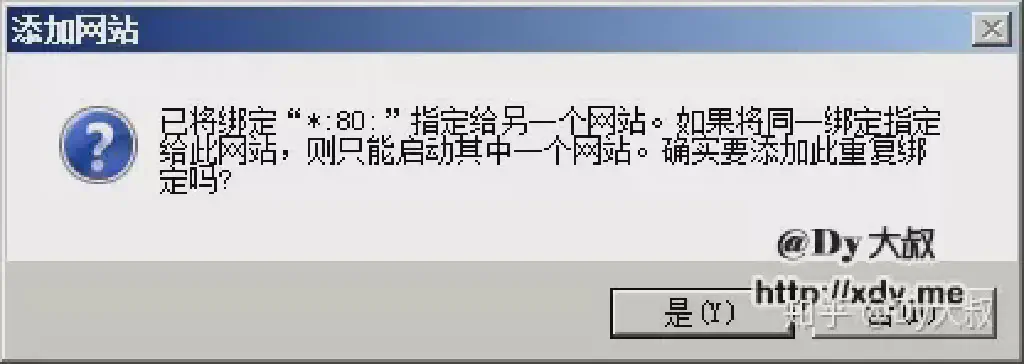 添加网站
已将绑定“*:80:”指定给另一个网站。如果将同一绑定指定
给此网站，则只能启动其中一个网站。确实要添加此重复绑
定吗?
@Dy 大叔
http://xdy.me
是(Y)
知乎 @Dy大叔